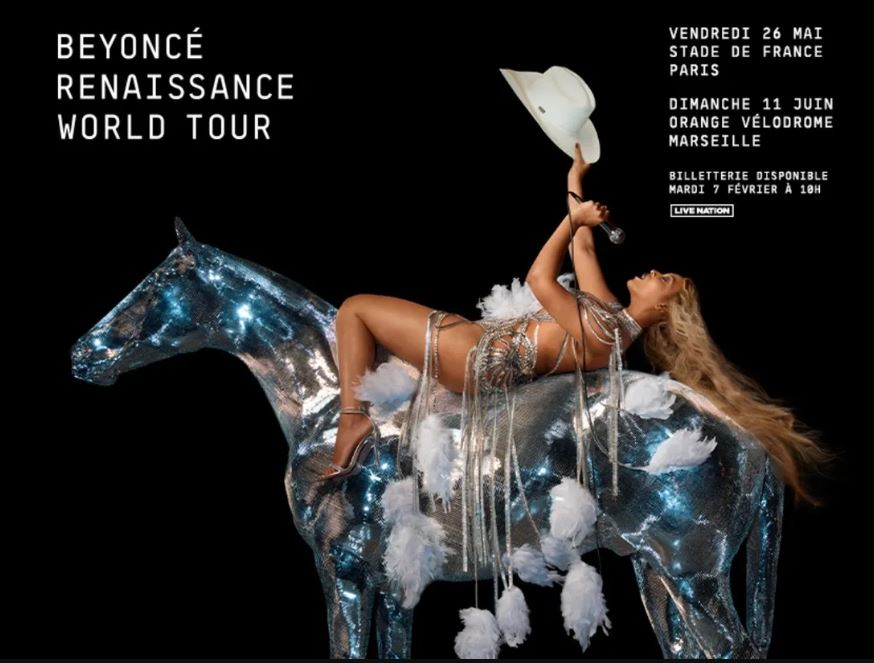 BEYONCÉ
RENAISSANCE
WORLD TOUR
VENDREDI 26 MAI
STADE DE FRANCE
PARIS
DIMANCHE 11 JUIN
ORANGE VÉLODROME
MARSEILLE
BILLETTERIE DISPONIBLE
MARDI 7 FÉVRIER À 10H
LIVE NATION